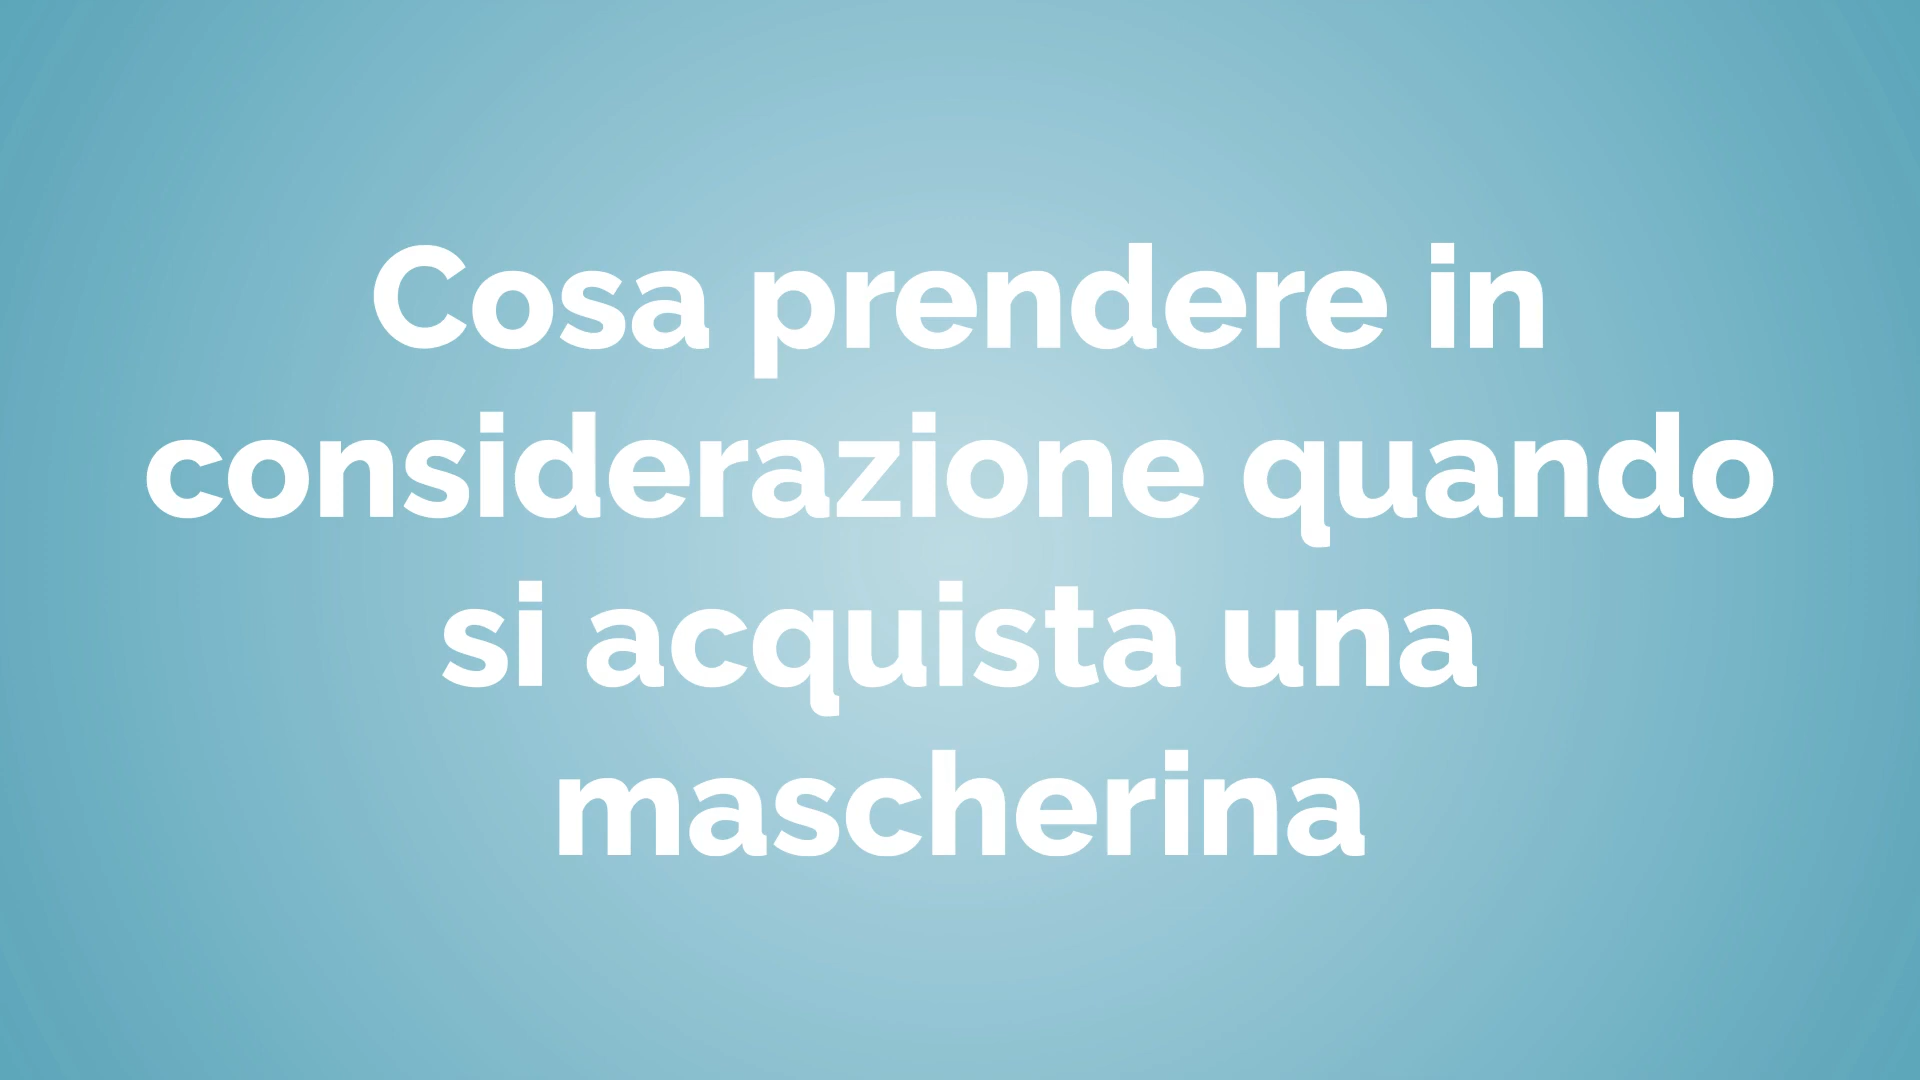 Cosa prendere in
considerazione quando
si acquista una
mascherina